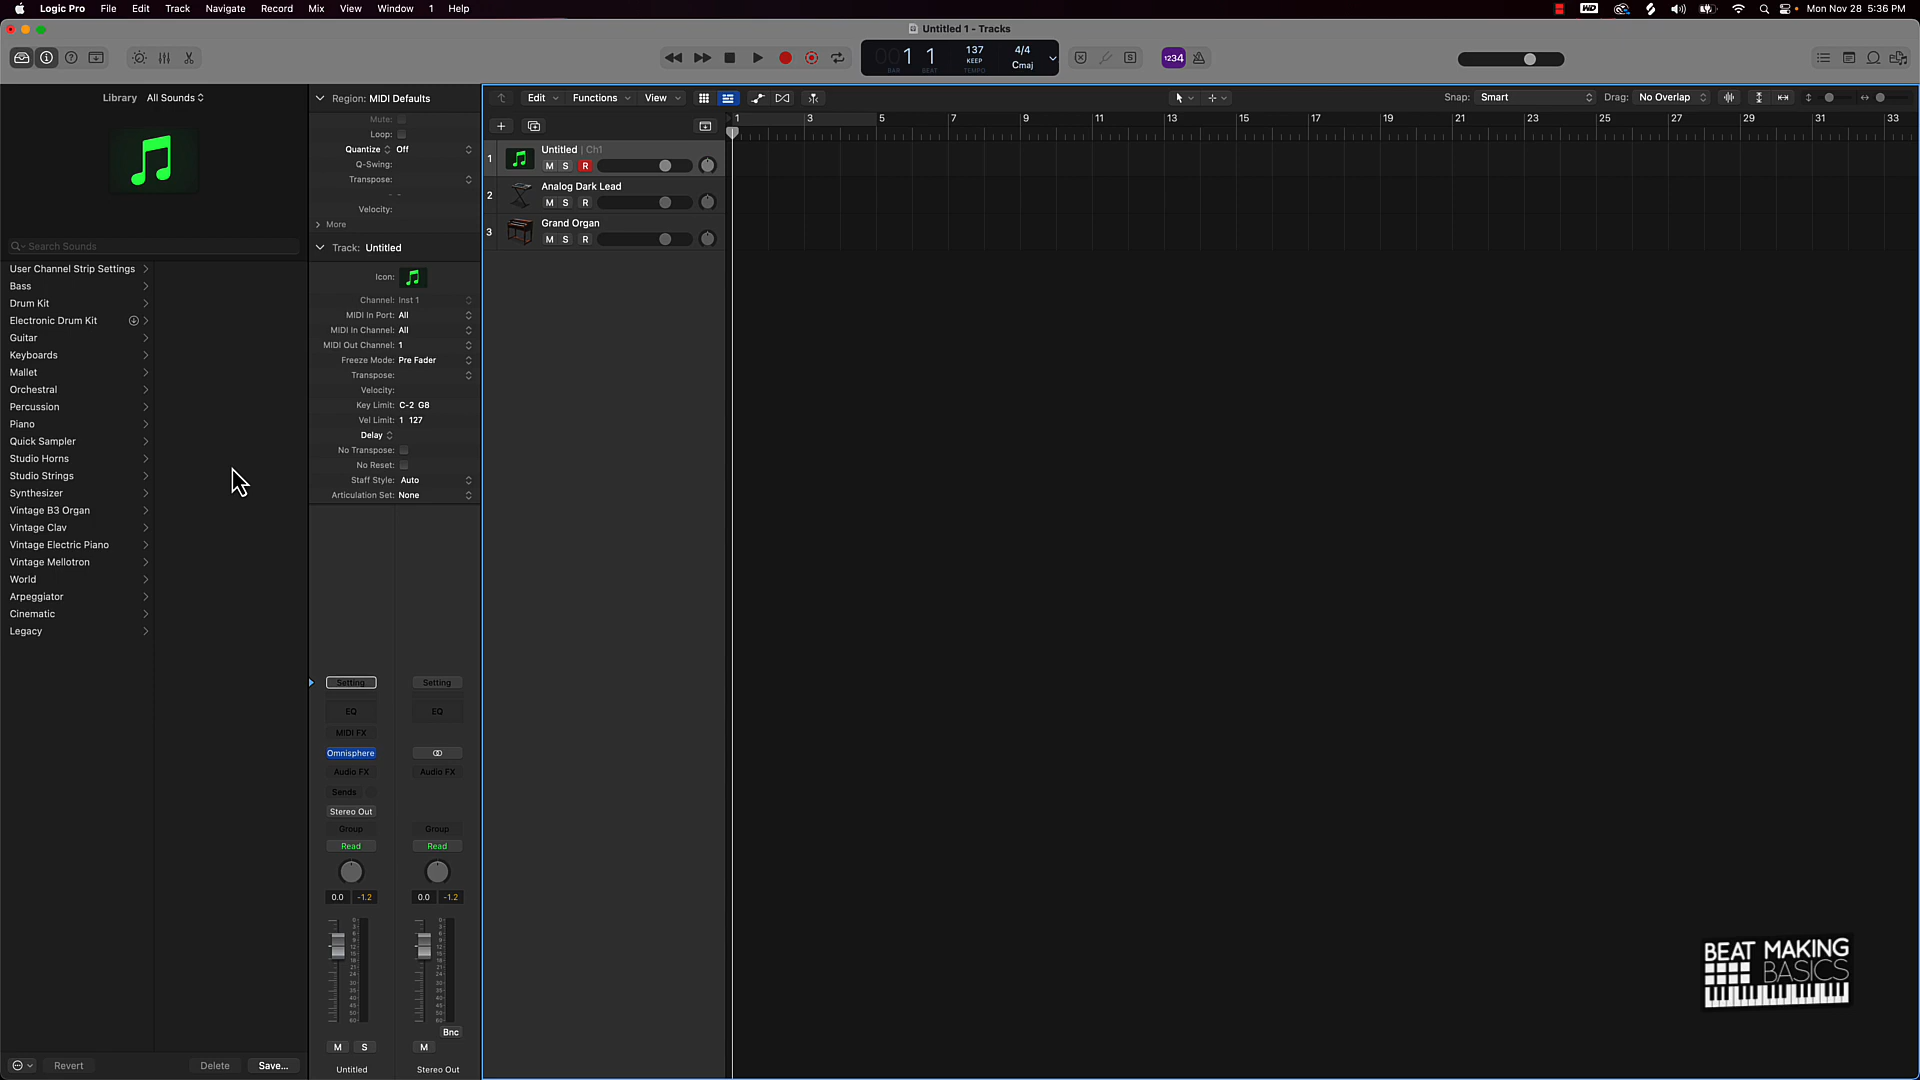 Logic Pro File Edit Track Navigate Record Mix View Window 1 Help
Mon Nov 28 5:36 PM
Untitled 1 - Tracks
001 1
BAR BEAT
137
KEEP
TEMPO
4/4
Cmaj
S
1234
Library All Sounds
Search Sounds
User Channel Strip Settings
Bass
Drum Kit
Electronic Drum Kit
Guitar
Keyboards
Mallet
Orchestral
Percussion
Piano
Quick Sampler
Studio Horns
Studio Strings
Synthesizer
Vintage B3 Organ
Vintage Clav
Vintage Electric Piano
Vintage Mellotron
World
Arpeggiator
Cinematic
Legacy
Revert Delete Save...
Region: MIDI Defaults
Mute:
Loop:
Quantize Off
Q-Swing:
Transpose:
Velocity:
More
Track: Untitled
Icon:
Channel: Inst 1
MIDI In Port: All
MIDI In Channel: All
MIDI Out Channel: 1
Freeze Mode: Pre Fader
Transpose:
Velocity:
Key Limit: C-2 G8
Vel Limit: 1 127
Delay
No Transpose:
No Reset:
Staff Style: Auto
Articulation Set: None
Setting Setting
EQ EQ
MIDI FX
Omnisphere
Audio FX Audio FX
Sends
Stereo Out
Group Group
Read Read
0.0 -1.2 0.0 -1.2
Bnc
M S M
Untitled Stereo Out
Edit Functions View
Snap: Smart Drag: No Overlap
1 3 5 7 9 11 13 15 17 19 21 23 25 27 29 31 33
1 Untitled | Ch1
M S R
2 Analog Dark Lead
M S R
3 Grand Organ
M S R
BEAT MAKING
BASICS